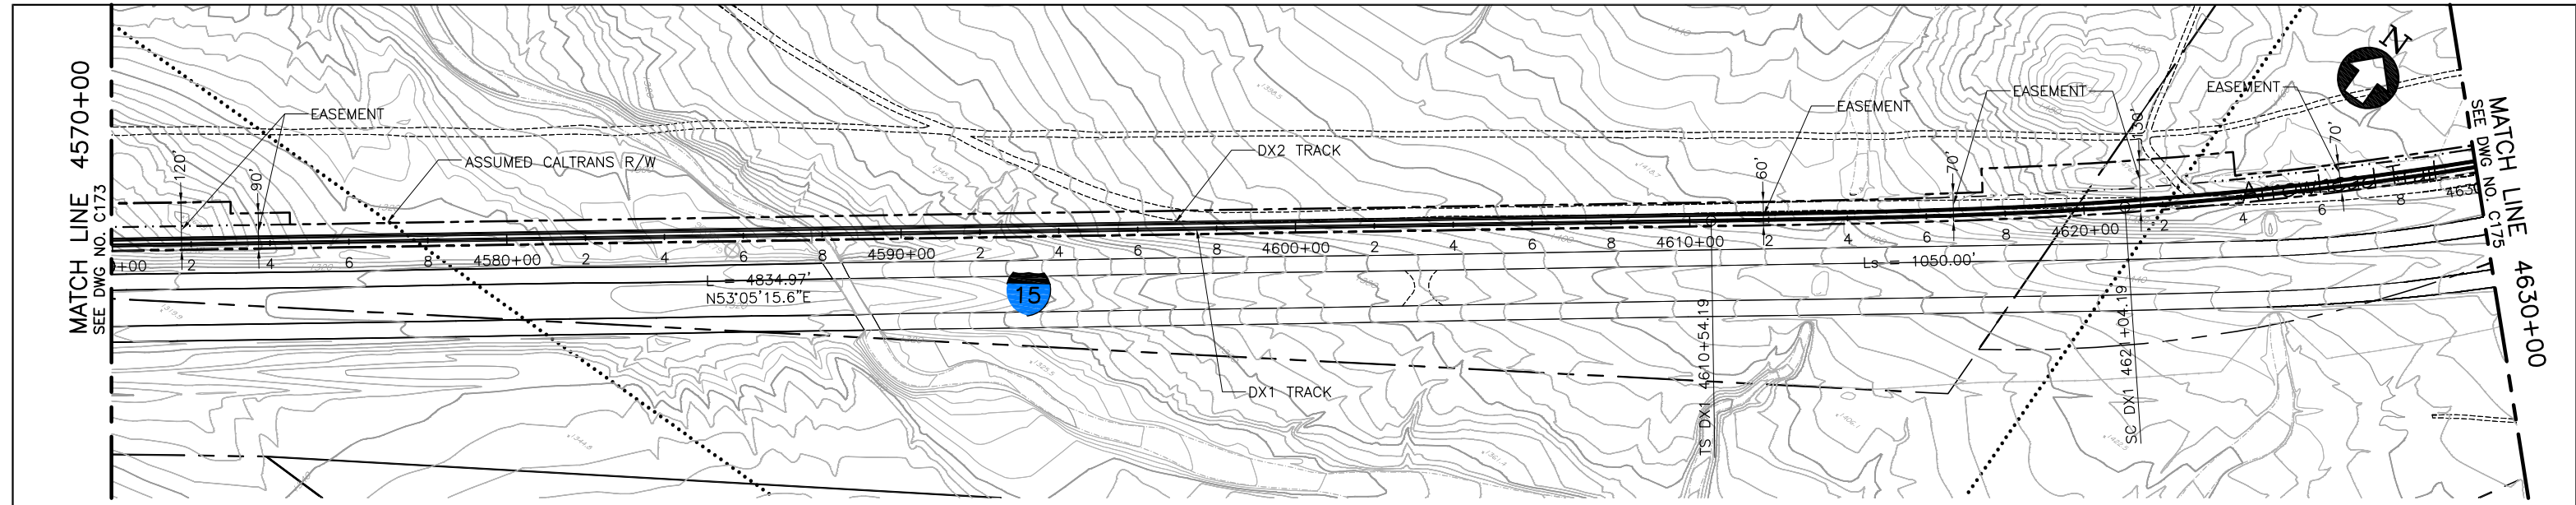 MATCH LINE 4570+00
SEE DWG NO. C173
120'
90'
EASEMENT
ASSUMED CALTRANS R/W
DX2 TRACK
60'
EASEMENT
70'
EASEMENT
130'
EASEMENT
70'
N
MATCH LINE 4630+00
SEE DWG NO. C175
+00
2
4
6
8
4580+00
2
4
6
8
4590+00
2
4
6
8
4600+00
2
4
6
8
4610+00
2
4
6
8
4620+00
2
4
6
8
L = 4834.97'
N53°05'15.6"E
15
DX1 TRACK
TS DX1 4610+54.19
Ls = 1050.00'
SC DX1 4621+04.19